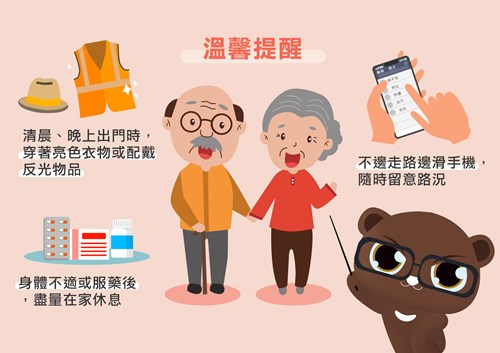 溫馨提醒
清晨、晚上出門時，
穿著亮色衣物或配戴
反光物品
不邊走路邊滑手機，
隨時留意路況
身體不適或服藥後
，盡量在家休息